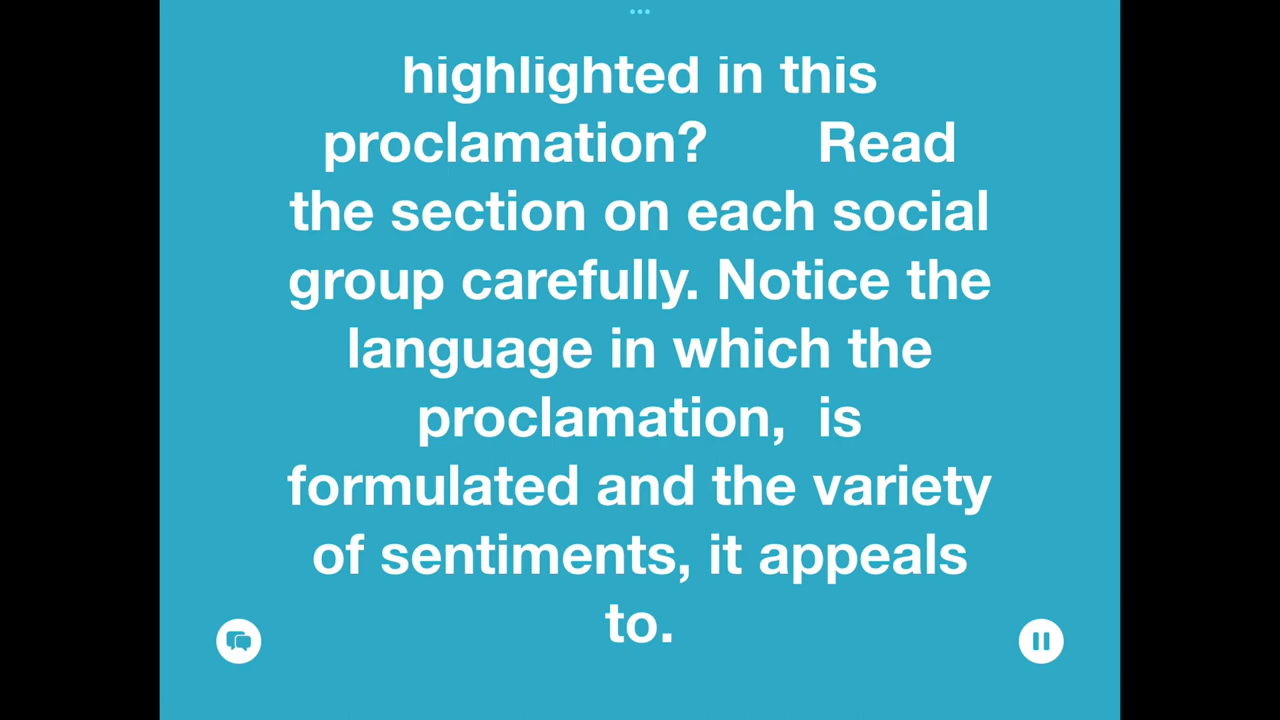 highlighted in this
proclamation? Read
the section on each social
group carefully. Notice the
language in which the
proclamation, is
formulated and the variety
of sentiments, it appeals
to.